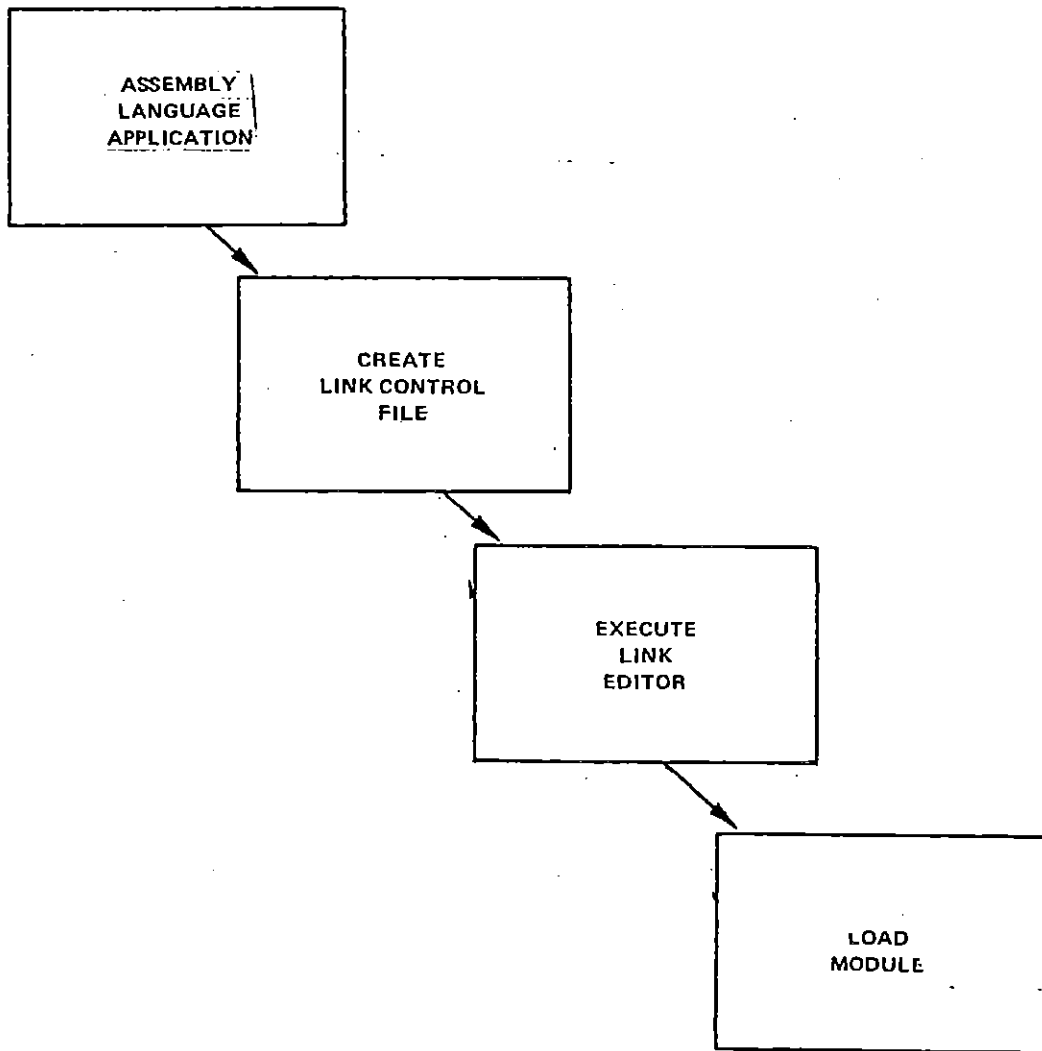 ASSEMBLY
LANGUAGE
APPLICATION
CREATE
LINK CONTROL
FILE
EXECUTE
LINK
EDITOR
LOAD
MODULE